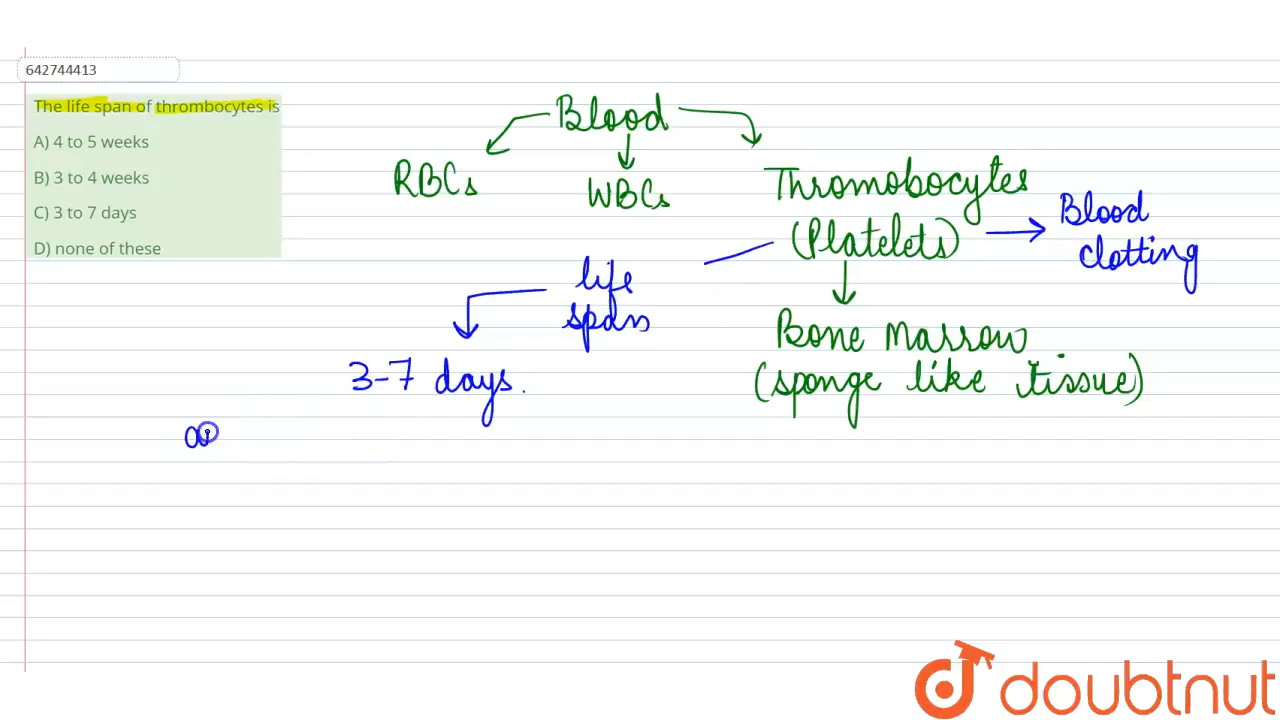 642744413
The life span of thrombocytes is
A) 4 to 5 weeks
B) 3 to 4 weeks
C) 3 to 7 days
D) none of these
Blood
RBCs
WBCs
Thromobocytes
(Platelets)
Blood
clotting
life
span
3-7 days.
Bone Marrow
(sponge like tissue)
doubtnut